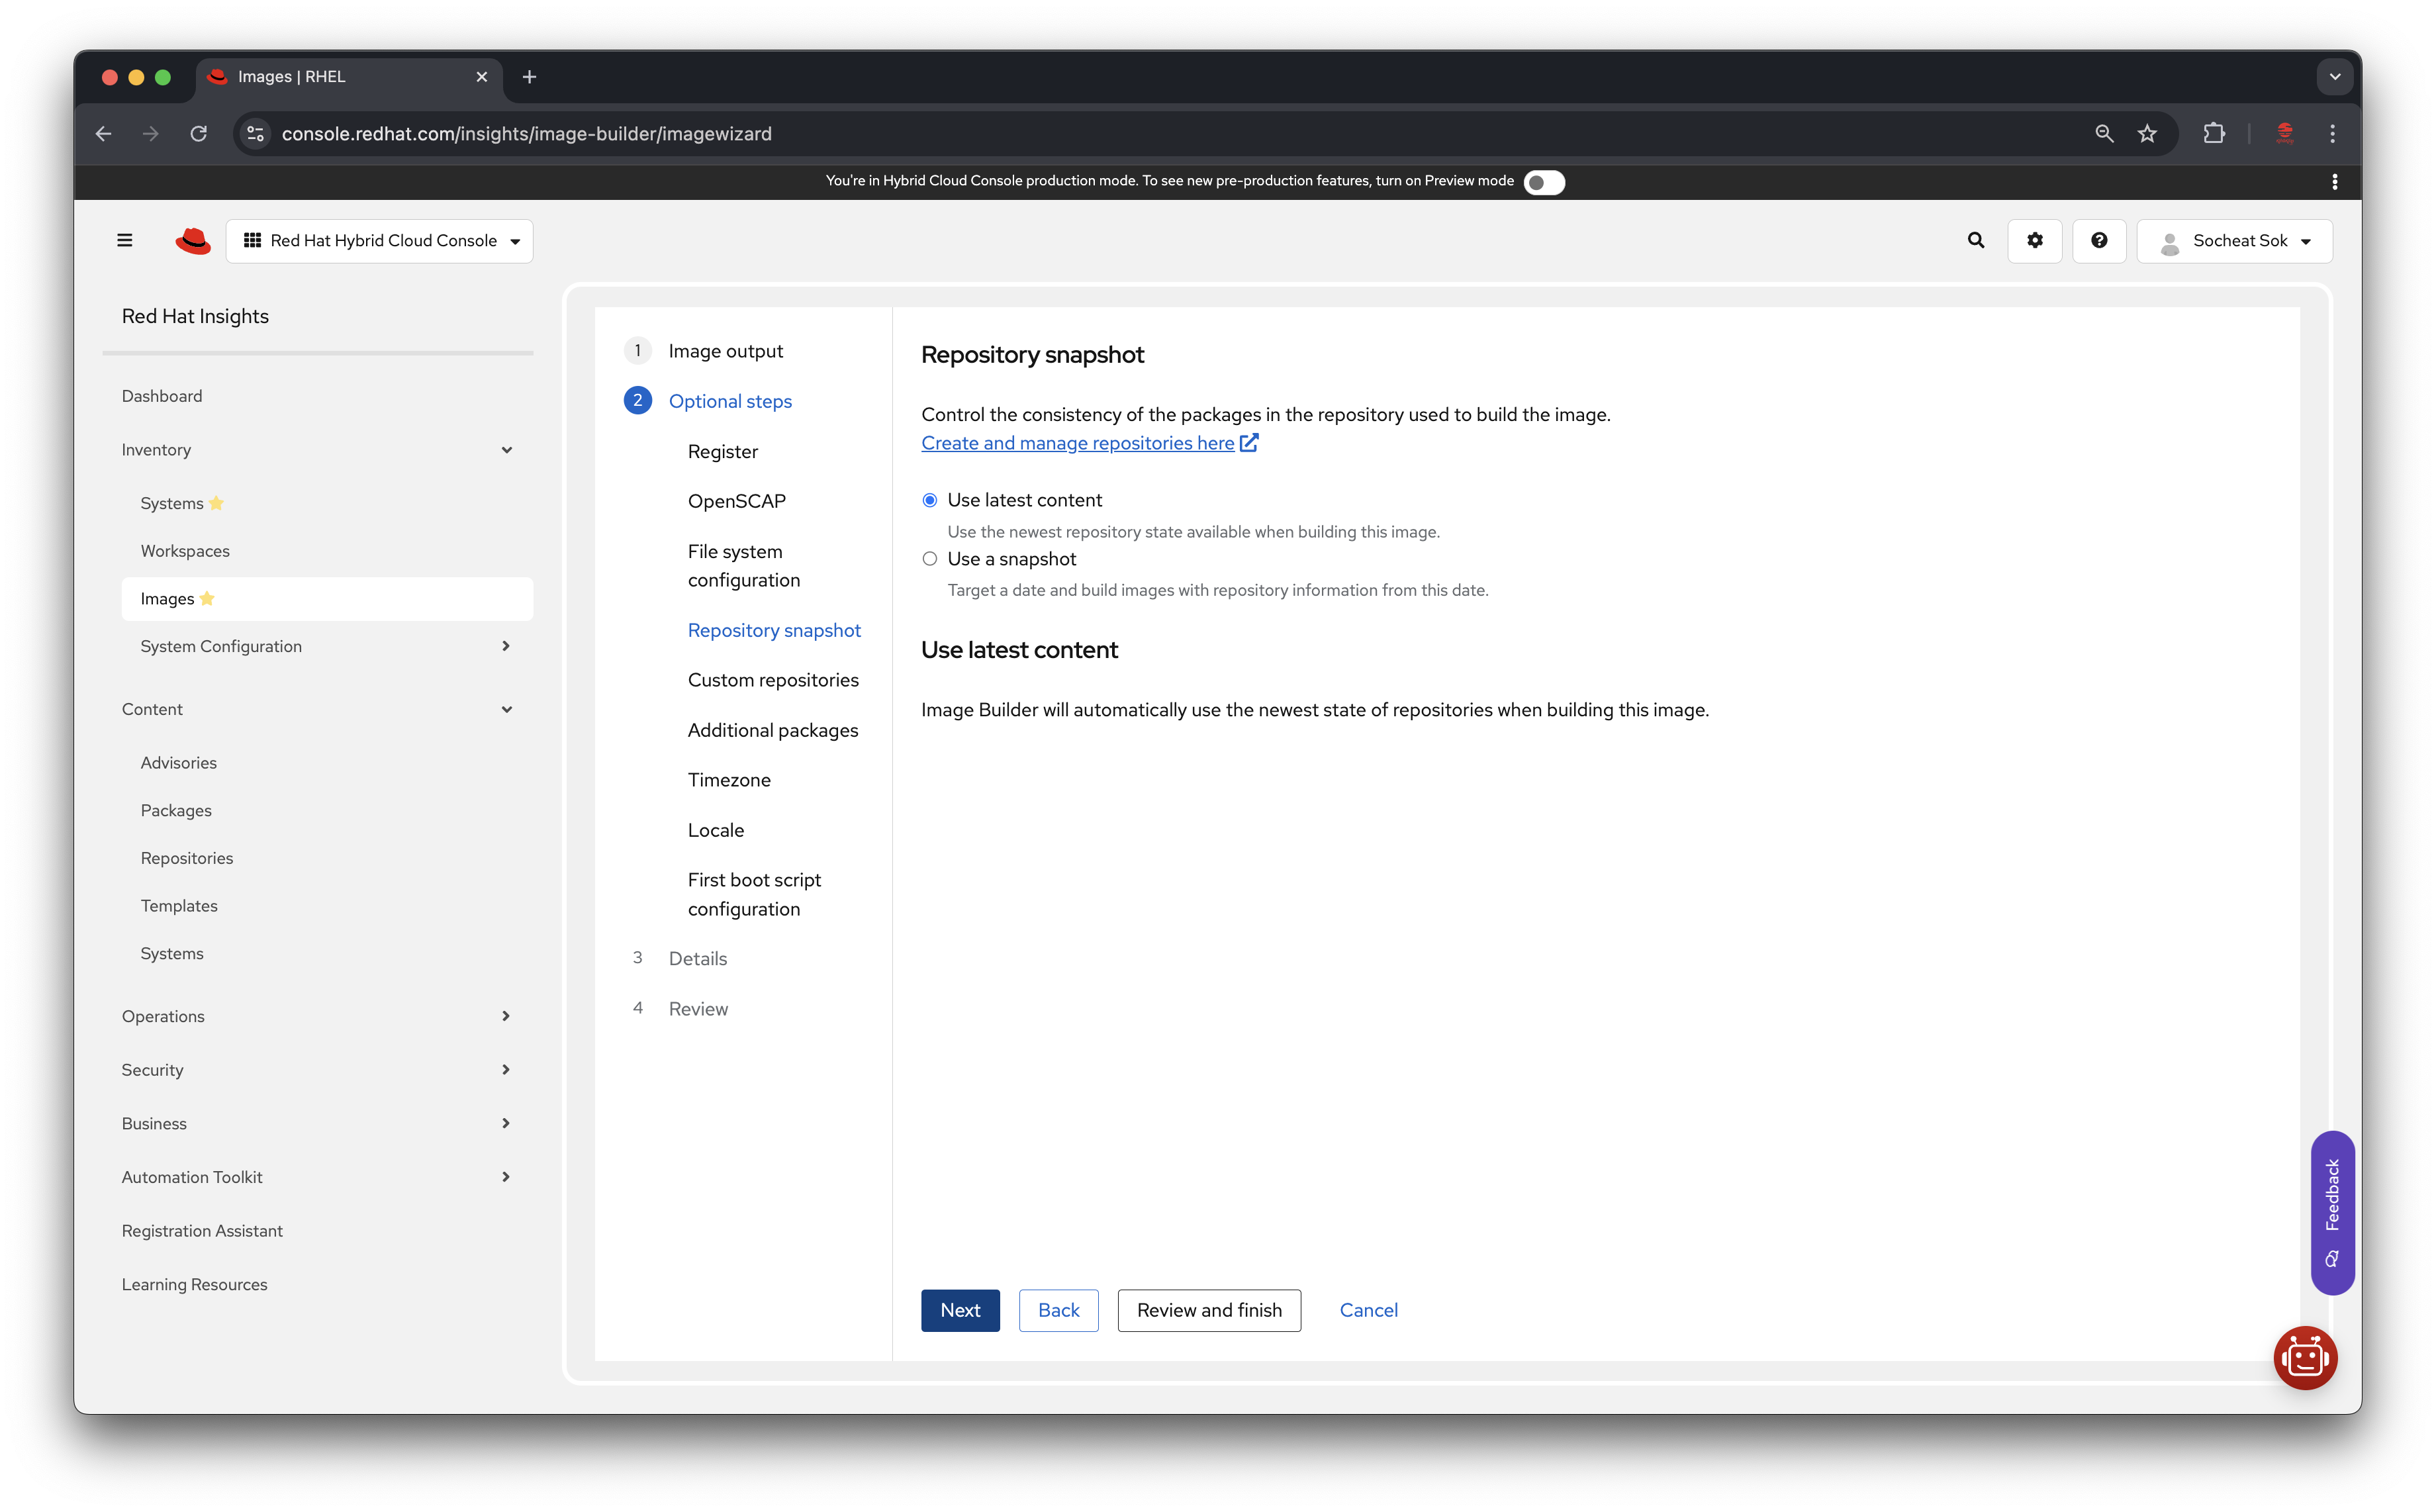 Images | RHEL
console.redhat.com/insights/image-builder/imagewizard
You're in Hybrid Cloud Console production mode. To see new pre-production features, turn on Preview mode
Red Hat Hybrid Cloud Console
Socheat Sok
Red Hat Insights
Dashboard
Inventory
Systems
Workspaces
Images
System Configuration
Content
Advisories
Packages
Repositories
Templates
Systems
Operations
Security
Business
Automation Toolkit
Registration Assistant
Learning Resources
1 Image output
2 Optional steps
Register
OpenSCAP
File system
configuration
Repository snapshot
Custom repositories
Additional packages
Timezone
Locale
First boot script
configuration
3 Details
4 Review
Repository snapshot
Control the consistency of the packages in the repository used to build the image.
Create and manage repositories here
Use latest content
Use the newest repository state available when building this image.
Use a snapshot
Target a date and build images with repository information from this date.
Use latest content
Image Builder will automatically use the newest state of repositories when building this image.
Next Back Review and finish Cancel
Feedback